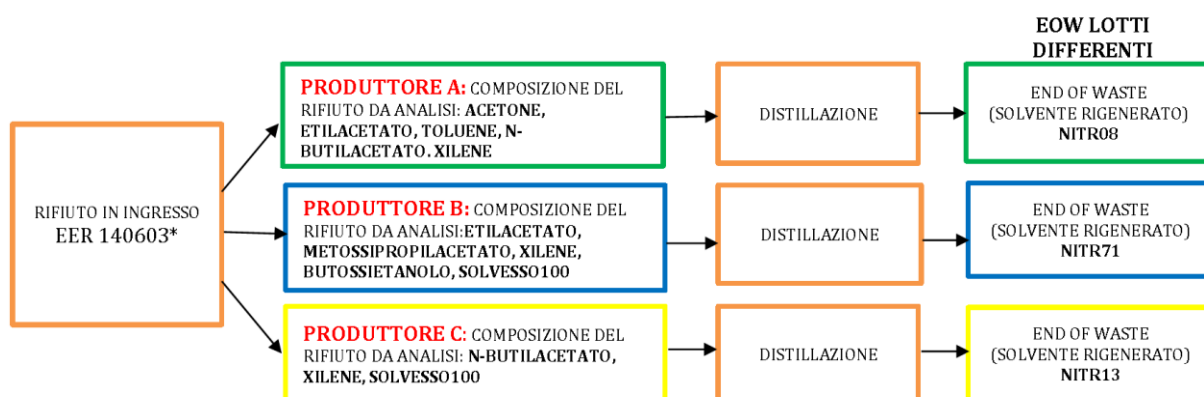 EOW LOTTI
DIFFERENTI
RIFIUTO IN INGRESSO
EER 140603*
PRODUTTORE A: COMPOSIZIONE DEL
RIFIUTO DA ANALISI: ACETONE,
ETILACETATO, TOLUENE, N-
BUTILACETATO. XILENE
DISTILLAZIONE
END OF WASTE
(SOLVENTE RIGENERATO)
NITR08
PRODUTTORE B: COMPOSIZIONE DEL
RIFIUTO DA ANALISI:ETILACETATO,
METOSSIPROPILACETATO, XILENE,
BUTOSSIETANOLO, SOLVESSO100
DISTILLAZIONE
END OF WASTE
(SOLVENTE RIGENERATO)
NITR71
PRODUTTORE C: COMPOSIZIONE DEL
RIFIUTO DA ANALISI: N-BUTILACETATO,
XILENE, SOLVESSO100
DISTILLAZIONE
END OF WASTE
(SOLVENTE RIGENERATO)
NITR13